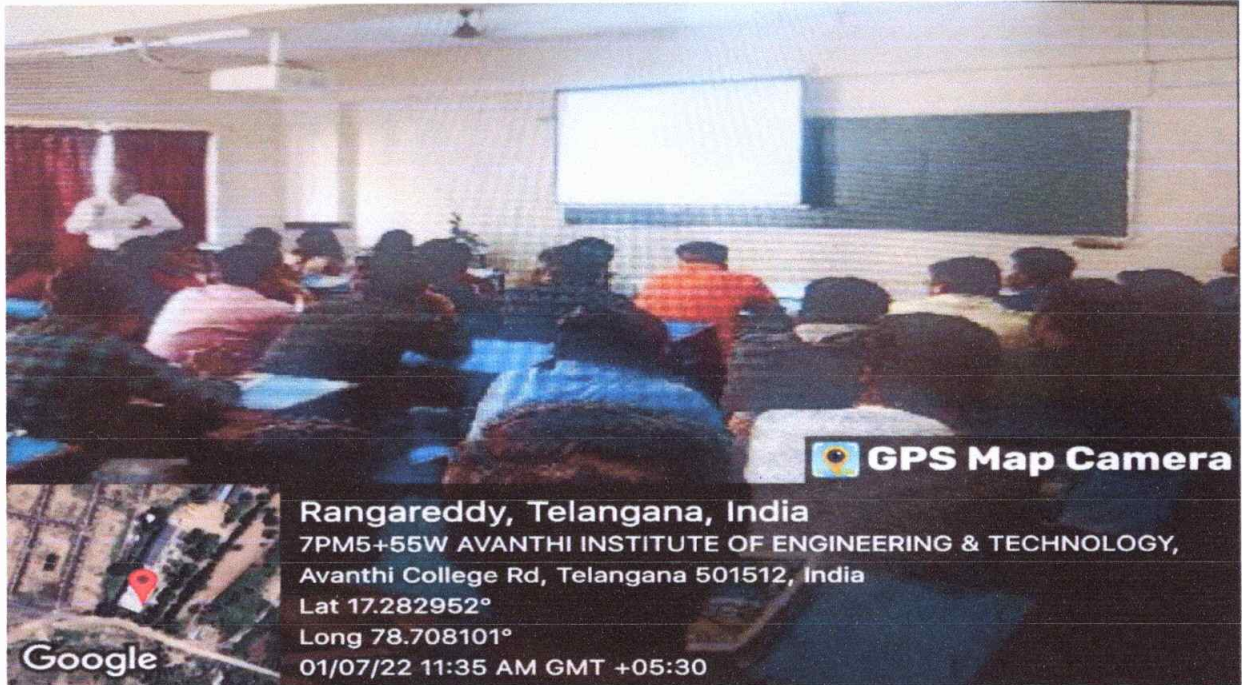 GPS Map Camera
Rangareddy, Telangana, India
7PM5+55W AVANTHI INSTITUTE OF ENGINEERING & TECHNOLOGY,
Avanthi College Rd, Telangana 501512, India
Lat 17.282952°
Long 78.708101°
01/07/22 11:35 AM GMT +05:30
Google